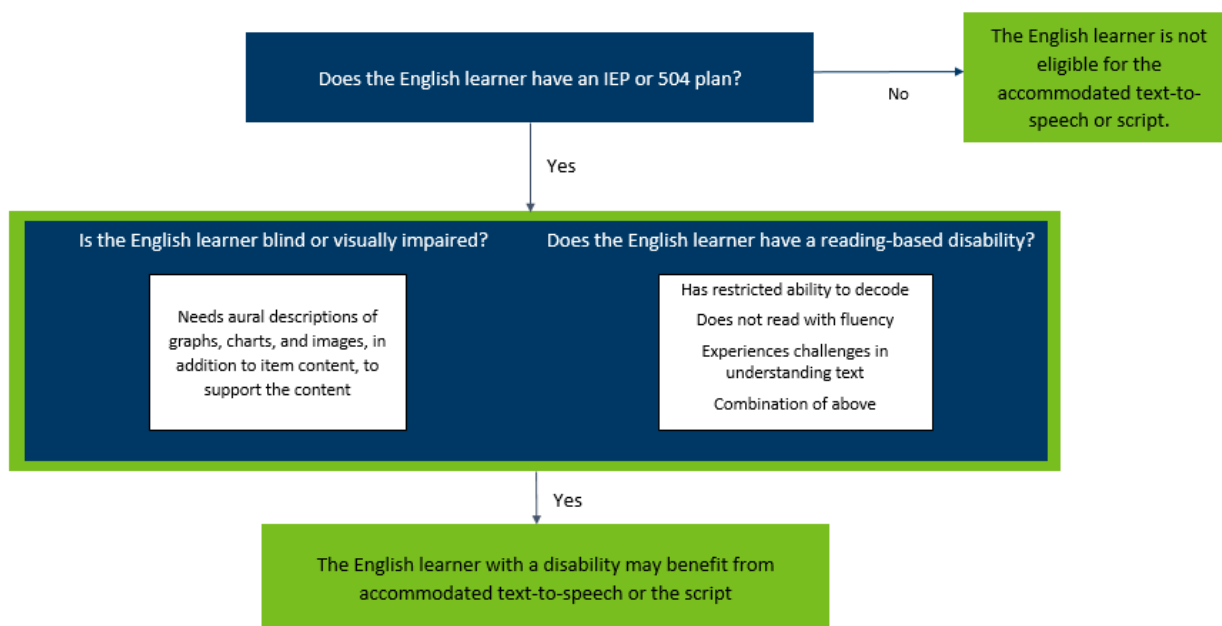 Does the English learner have an IEP or 504 plan?
No
The English learner is not
eligible for the
accommodated text-to-
speech or script.
Yes
Is the English learner blind or visually impaired?
Needs aural descriptions of
graphs, charts, and images, in
addition to item content, to
support the content
Does the English learner have a reading-based disability?
Has restricted ability to decode
Does not read with fluency
Experiences challenges in
understanding text
Combination of above
Yes
The English learner with a disability may benefit from
accommodated text-to-speech or the script